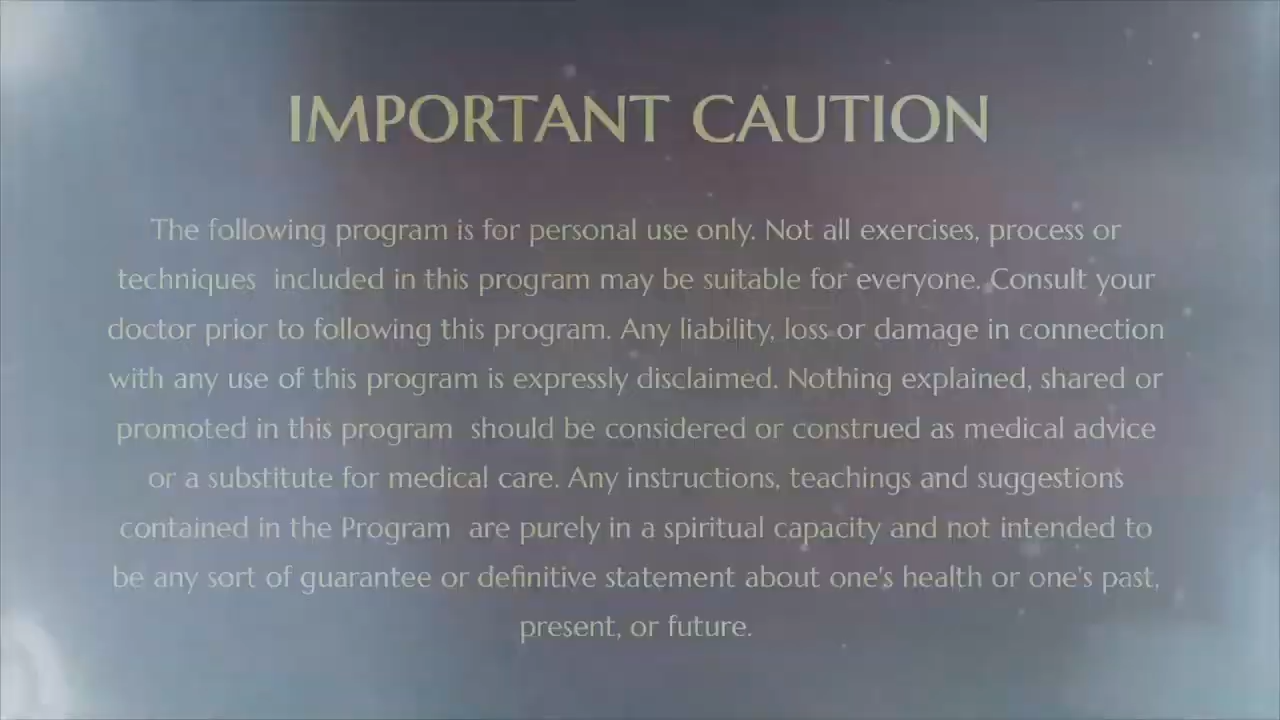 IMPORTANT CAUTION
The following program is for personal use only. Not all exercises, process or
techniques included in this program may be suitable for everyone. Consult your
doctor prior to following this program. Any liability, loss or damage in connection
with any use of this program is expressly disclaimed. Nothing explained, shared or
promoted in this program should be considered or construed as medical advice
or a substitute for medical care. Any instructions, teachings and suggestions
contained in the Program are purely in a spiritual capacity and not intended to
be any sort of guarantee or definitive statement about one's health or one's past,
present, or future.